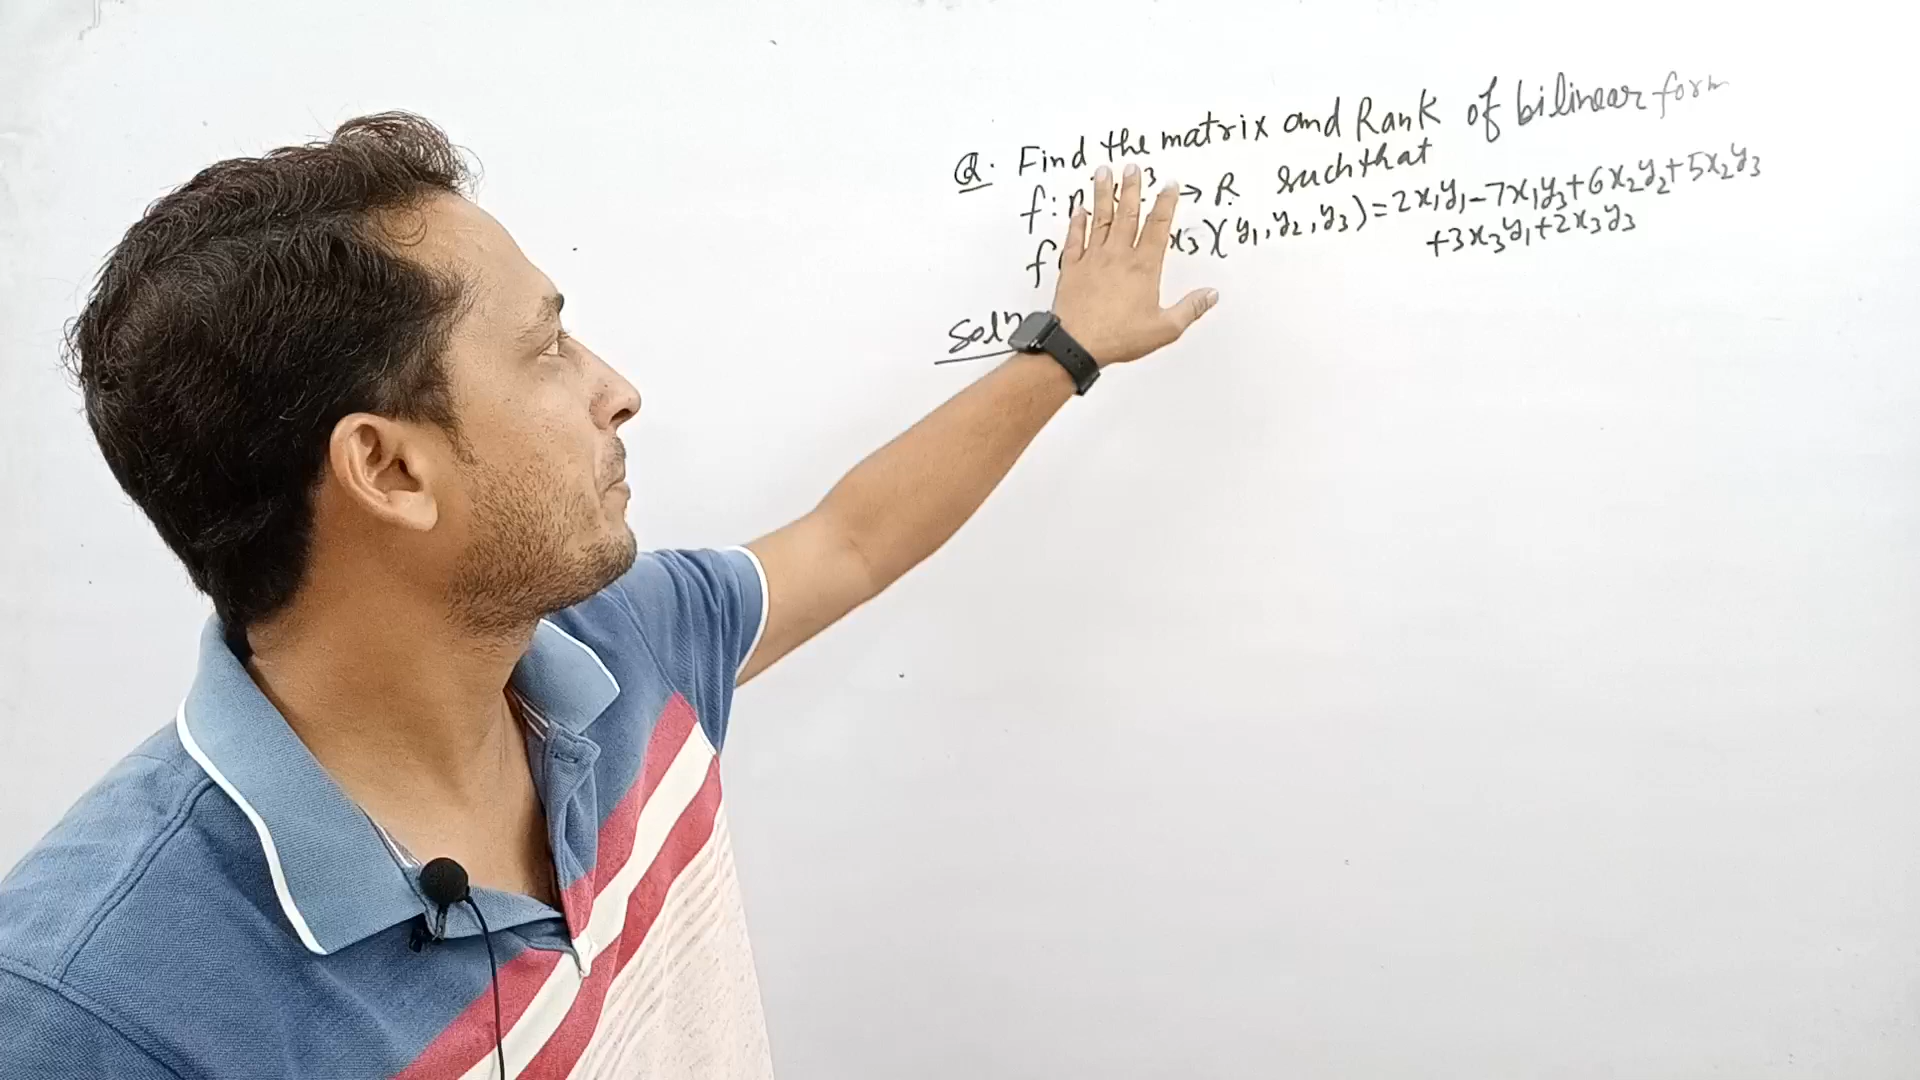 Q. Find the matrix and Rank of bilinear form
f: 3 → R such that
f( x₃)(y₁, y₂, y₃) = 2x₁y₁ - 7x₁y₃ + 6x₂y₂ + 5x₂y₃
+ 3x₃y₁ + 2x₃y₃
Solⁿ